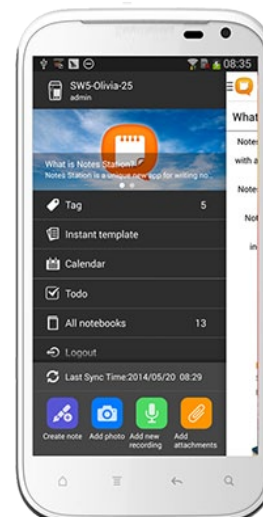 08:35
SW5-Olivia-25
admin
What is Notes Station?
Notes Station is a unique new app for writing no...
What
Notes
with a
Notes
Not
in
Tag 5
Instant template
Calendar
Todo
All notebooks 13
Logout
Last Sync Time:2014/05/20 08:29
Create note
Add photo
Add new
recording
Add
attachments